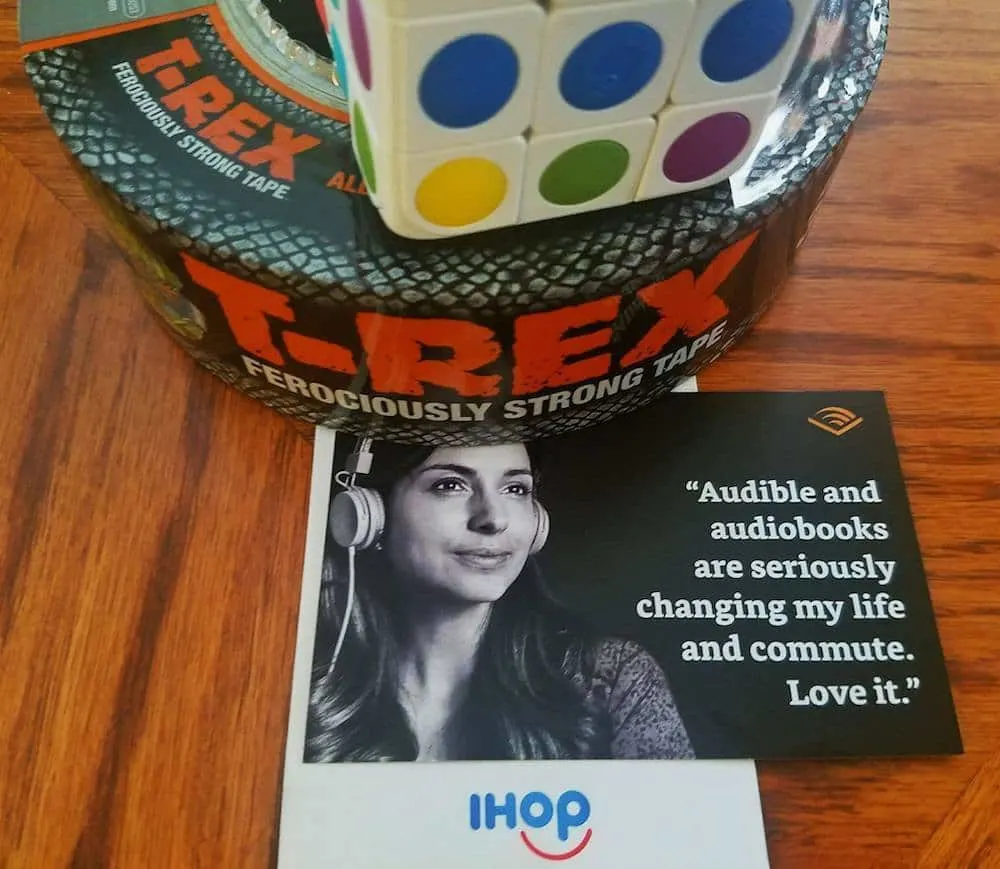 T-REX
FEROCIOUSLY STRONG TAPE
T-REX
FEROCIOUSLY STRONG TAPE
“Audible and
audiobooks
are seriously
changing my life
and commute.
Love it.”
IHOP